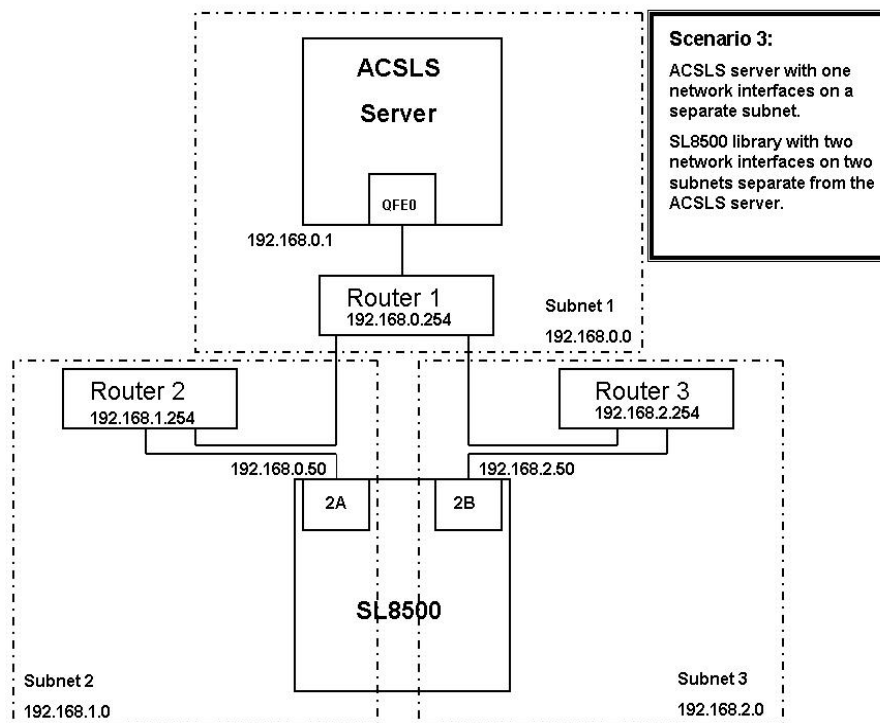 ACSLS
Server
QFE0
192.168.0.1
Scenario 3:
ACSLS server with one
network interfaces on a
separate subnet.
SL8500 library with two
network interfaces on two
subnets separate from the
ACSLS server.
Router 1
192.168.0.254
Subnet 1
192.168.0.0
Router 2
192.168.1.254
Router 3
192.168.2.254
192.168.0.50
192.168.2.50
2A
2B
SL8500
Subnet 2
192.168.1.0
Subnet 3
192.168.2.0